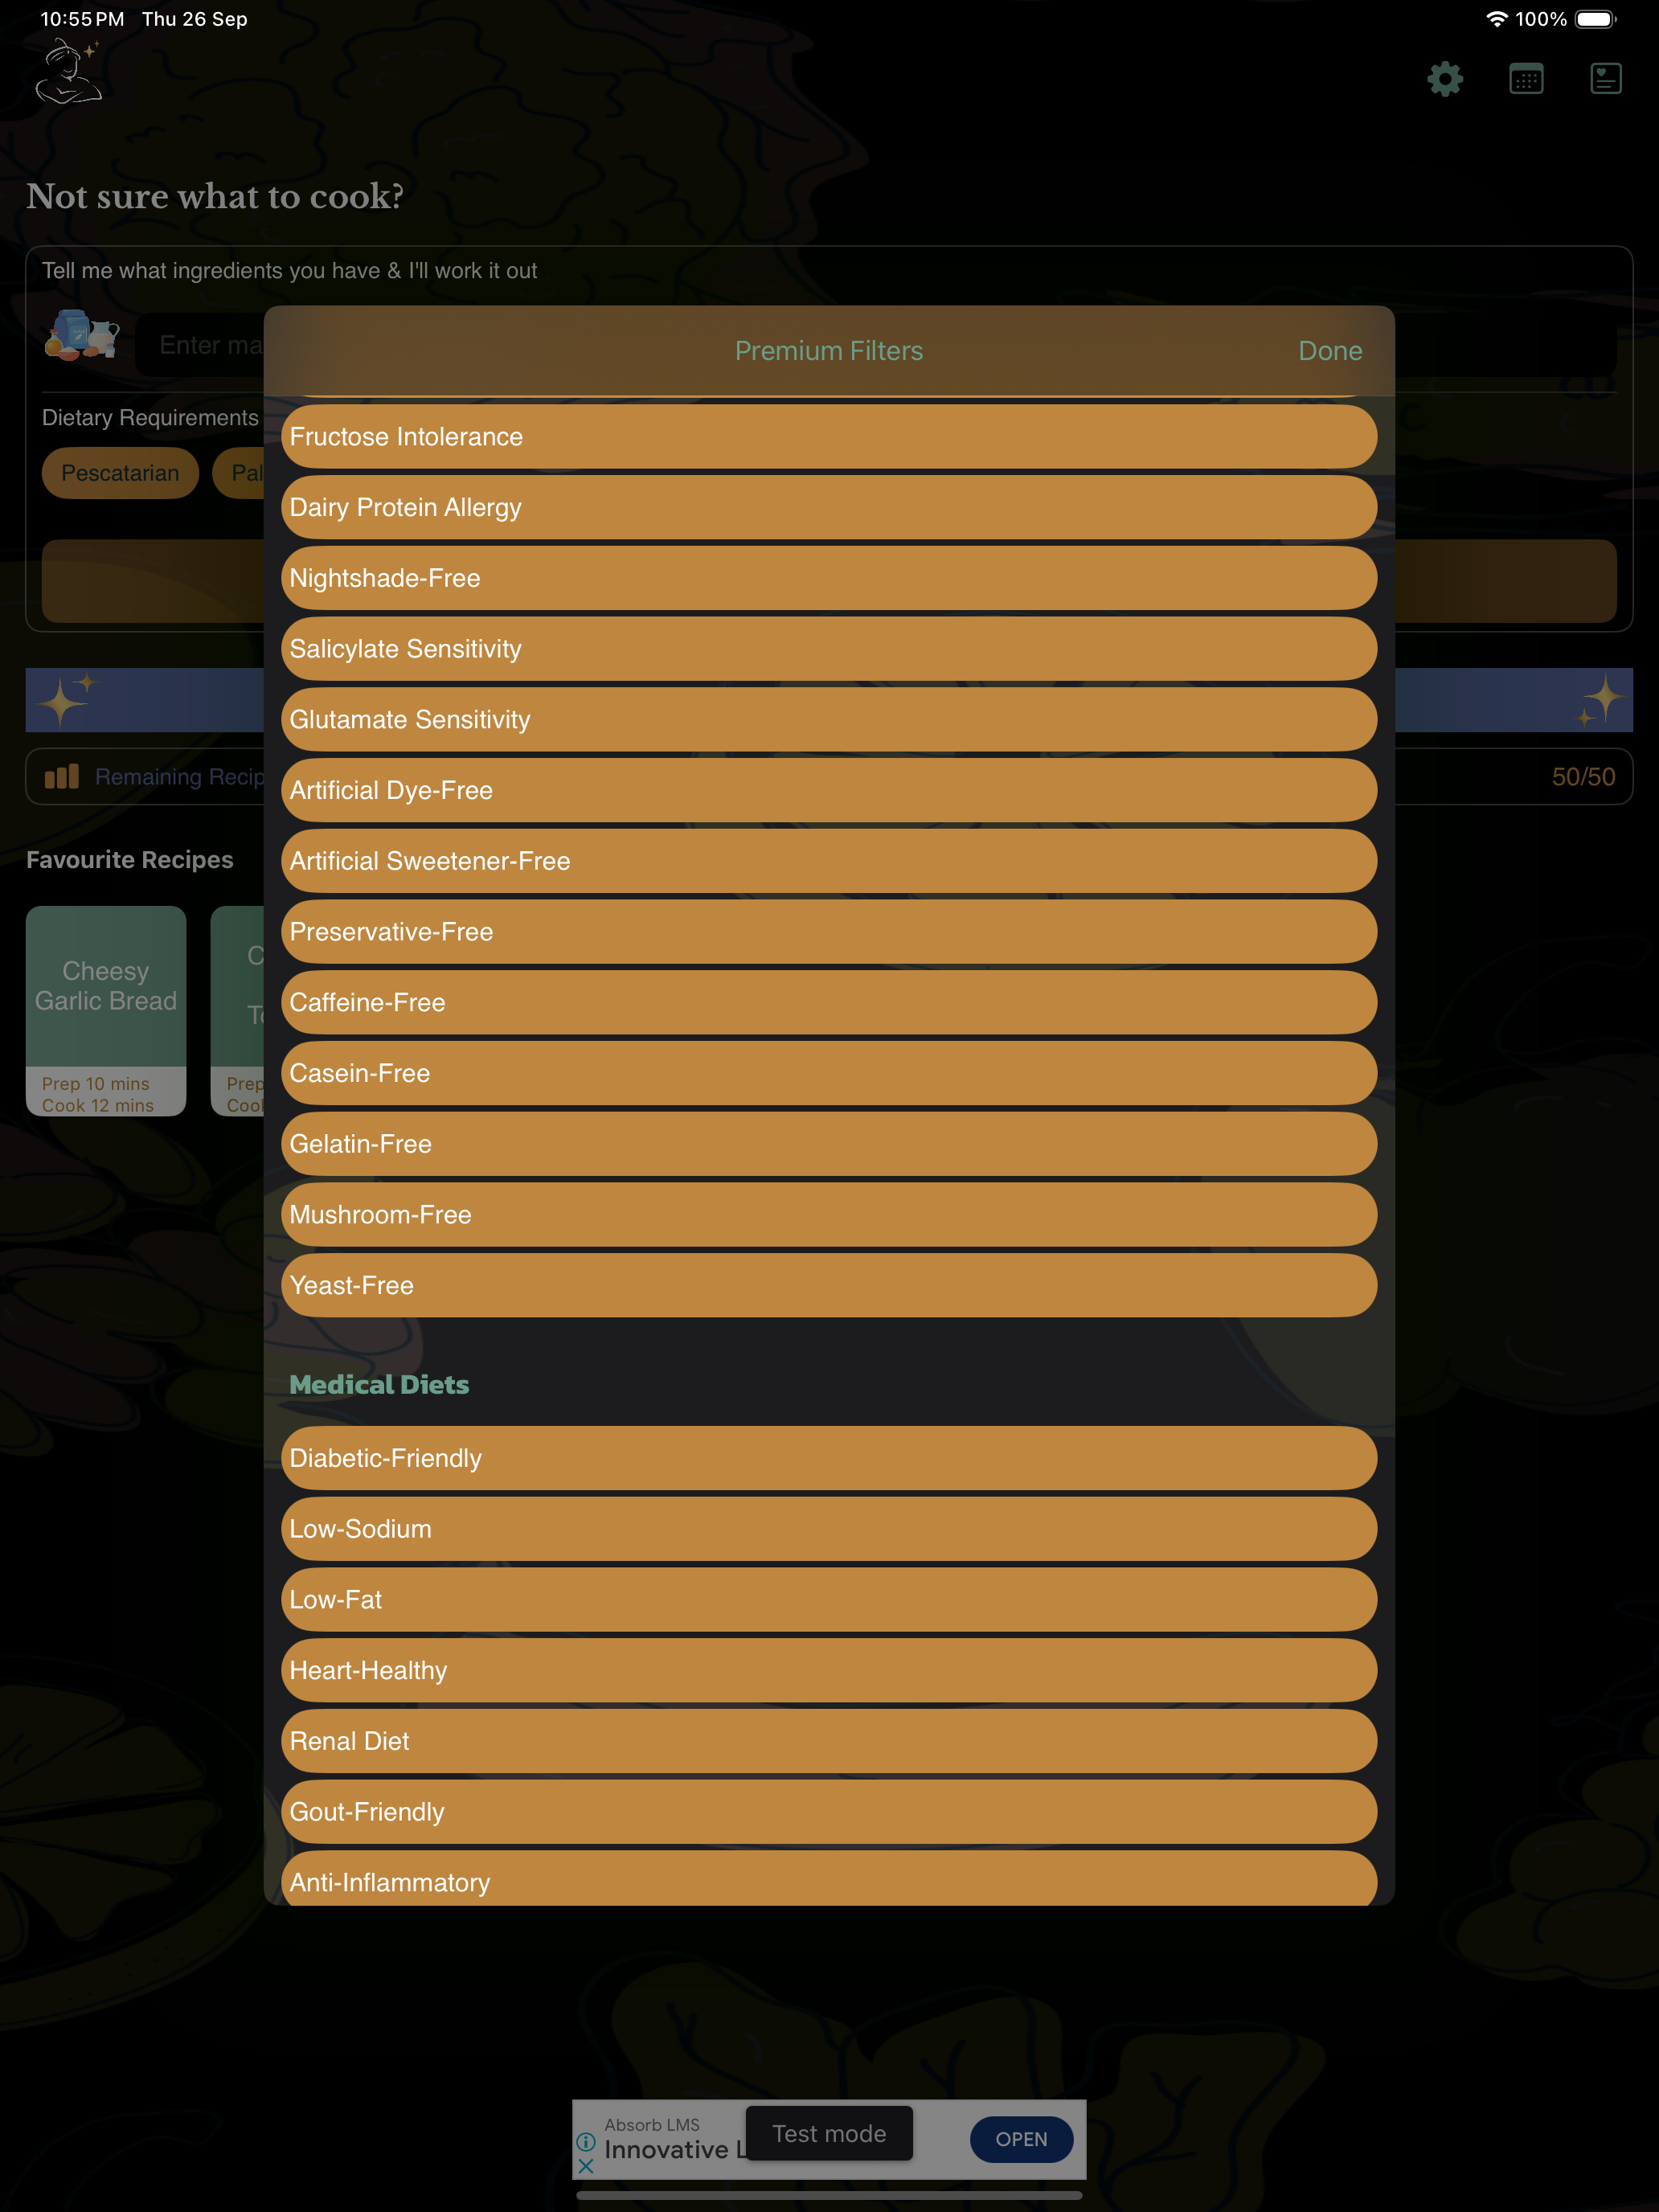 10:55 PM Thu 26 Sep
100%
Not sure what to cook?
Tell me what ingredients you have & I'll work it out
Enter
Premium Filters
Done
Dietary Requirements
Pescatarian
Fructose Intolerance
Dairy Protein Allergy
Nightshade-Free
Salicylate Sensitivity
Glutamate Sensitivity
Artificial Dye-Free
Artificial Sweetener-Free
Preservative-Free
Caffeine-Free
Casein-Free
Gelatin-Free
Mushroom-Free
Yeast-Free
Medical Diets
Diabetic-Friendly
Low-Sodium
Low-Fat
Heart-Healthy
Renal Diet
Gout-Friendly
Anti-Inflammatory
Remaining
50/50
Favourite Recipes
Cheesy
Garlic Bread
Prep 10 mins
Cook 12 mins
Prep
Absorb LMS
Innovative
Test mode
OPEN